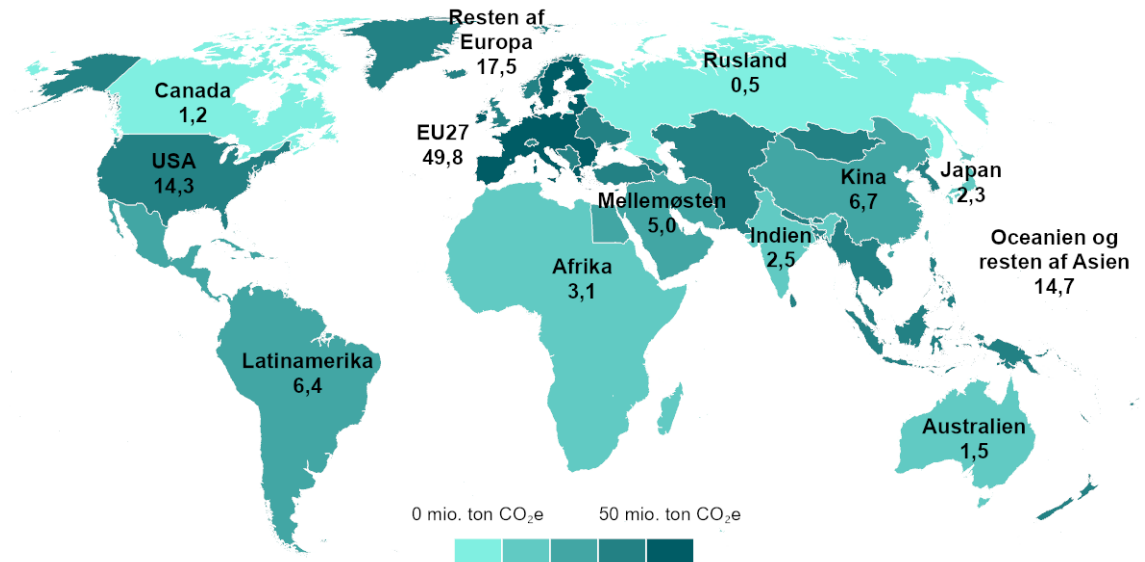 Resten af
Europa
17,5
Rusland
0,5
Canada
1,2
EU27
49,8
USA
14,3
Kina
6,7
Japan
2,3
Mellemøsten
5,0
Indien
2,5
Oceanien og
resten af Asien
14,7
Afrika
3,1
Latinamerika
6,4
Australien
1,5
0 mio. ton CO₂e
50 mio. ton CO₂e